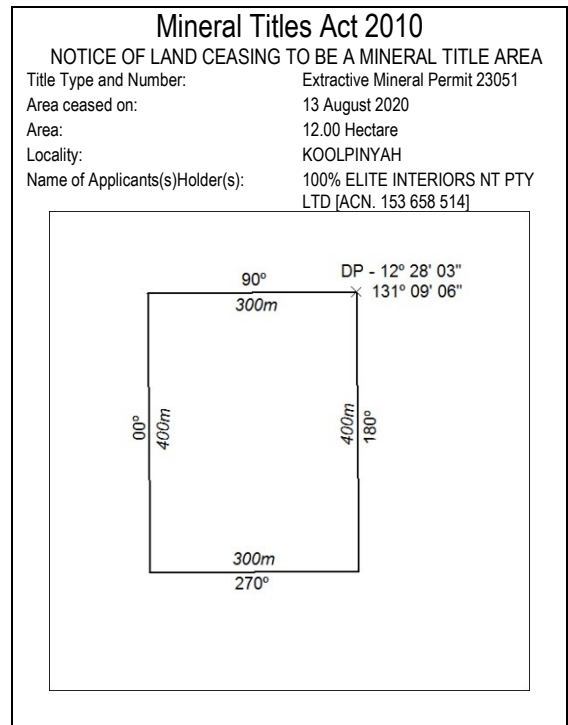 Mineral Titles Act 2010
NOTICE OF LAND CEASING TO BE A MINERAL TITLE AREA
Title Type and Number: Extractive Mineral Permit 23051
Area ceased on: 13 August 2020
Area: 12.00 Hectare
Locality: KOOLPINYAH
Name of Applicants(s)Holder(s): 100% ELITE INTERIORS NT PTY
LTD [ACN. 153 658 514]
DP - 12º 28' 03"
131º 09' 06"
90º
300m
00º
400m
400m
180º
300m
270º